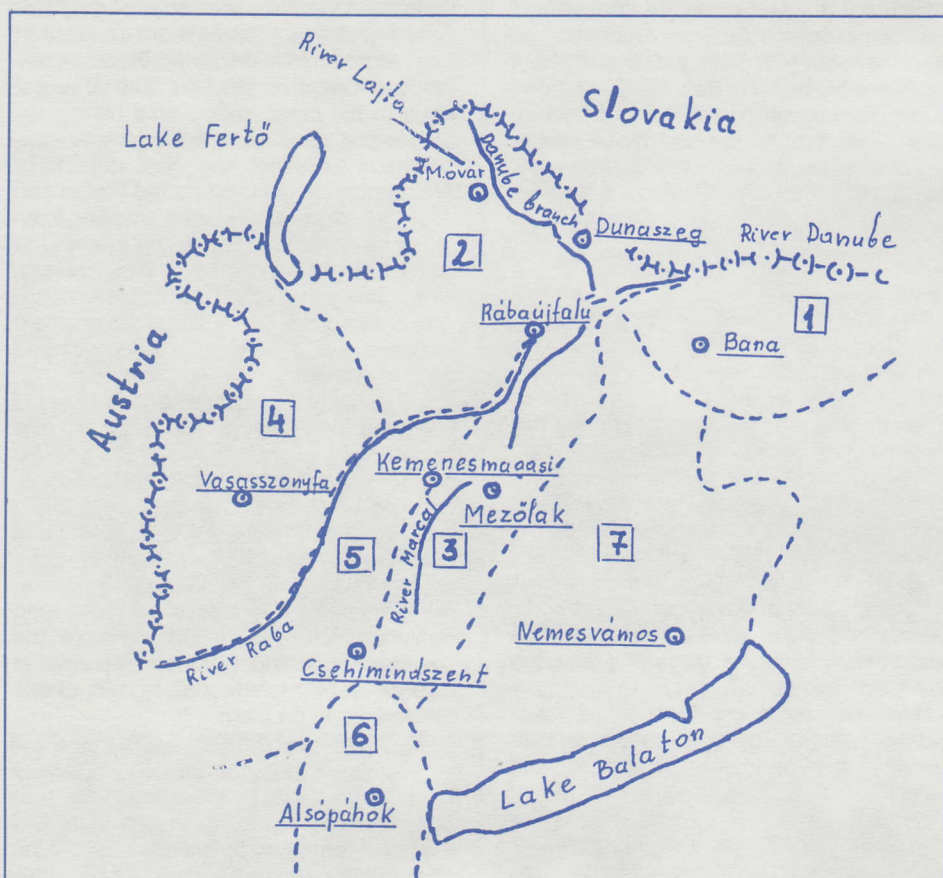 River Lajta
Slovakia
Lake Fertő
M.óvár
Danube branch
Dunaszeg
River Danube
2
Rábaújfalu
1
Bana
Austria
4
Kemenesmagasi
Vasasszonyfa
Mezőlak
5
River Marcal
3
7
River Raba
Nemesvámos
Csehimindszent
6
Lake Balaton
Alsópáhok